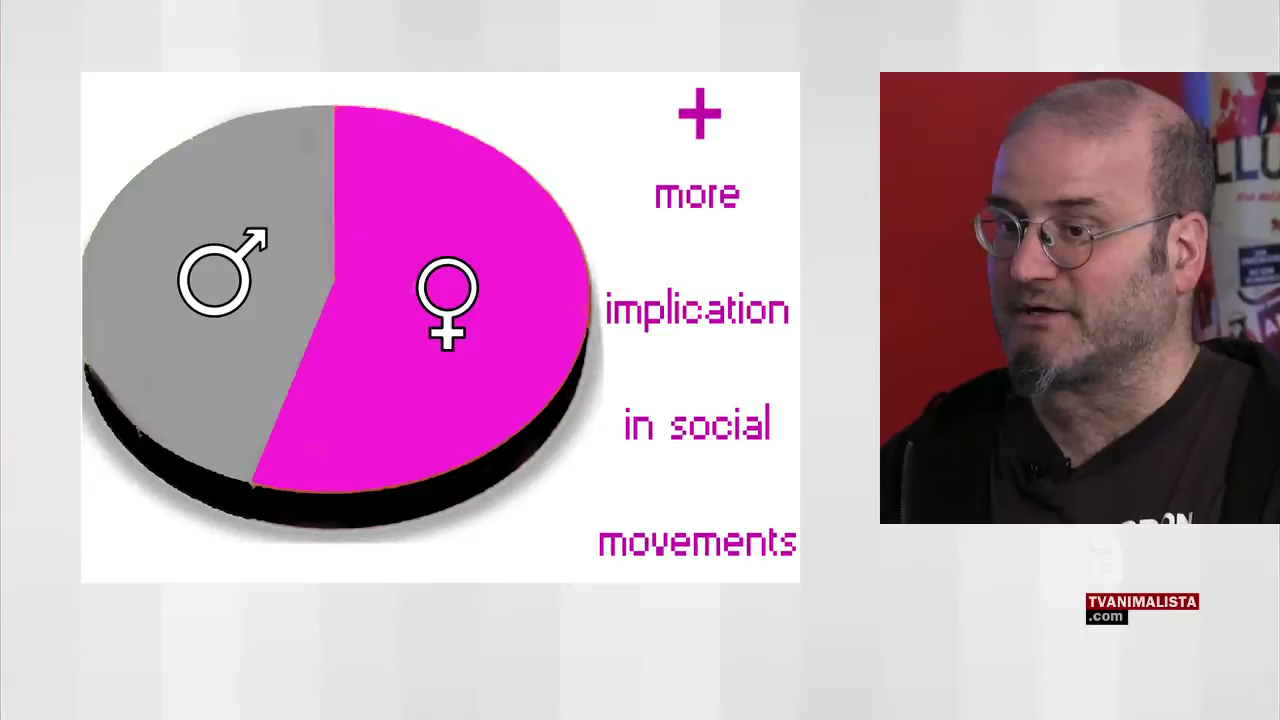 +
more
implication
in social
movements
TVANIMALISTA
.com